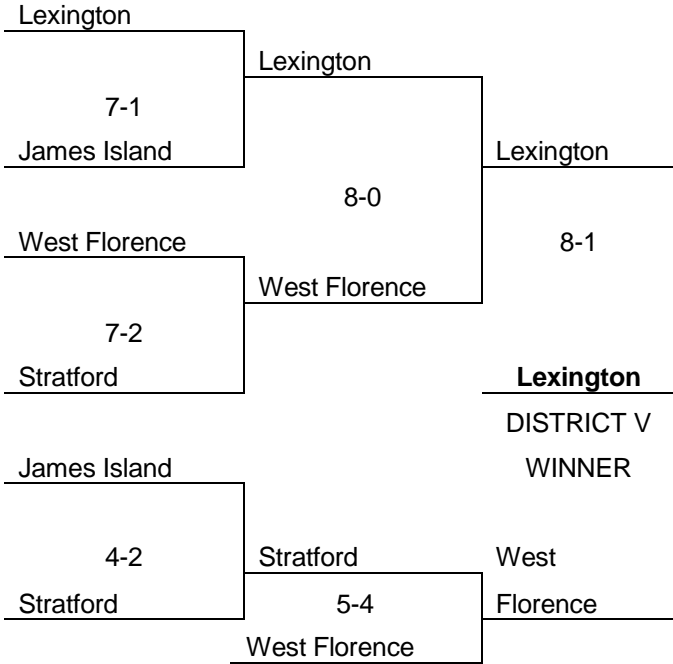 Lexington
Lexington
7-1
James Island
Lexington
8-0
West Florence
8-1
West Florence
7-2
Stratford
Lexington
DISTRICT V
James Island
WINNER
4-2
Stratford
West
Stratford
5-4
Florence
West Florence